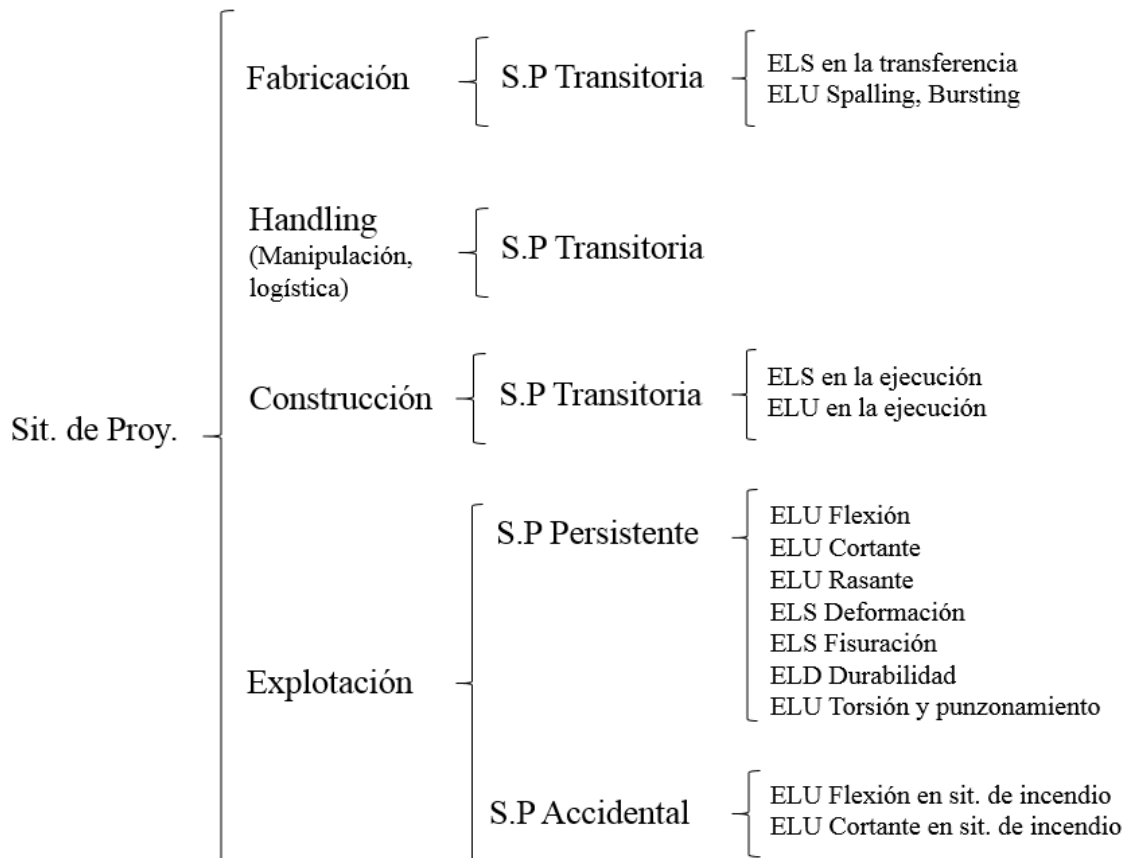 Sit. de Proy.
Fabricación
S.P Transitoria
ELS en la transferencia
ELU Spalling, Bursting
Handling
(Manipulación,
logística)
S.P Transitoria
Construcción
S.P Transitoria
ELS en la ejecución
ELU en la ejecución
Explotación
S.P Persistente
ELU Flexión
ELU Cortante
ELU Rasante
ELS Deformación
ELS Fisuración
ELD Durabilidad
ELU Torsión y punzonamiento
S.P Accidental
ELU Flexión en sit. de incendio
ELU Cortante en sit. de incendio